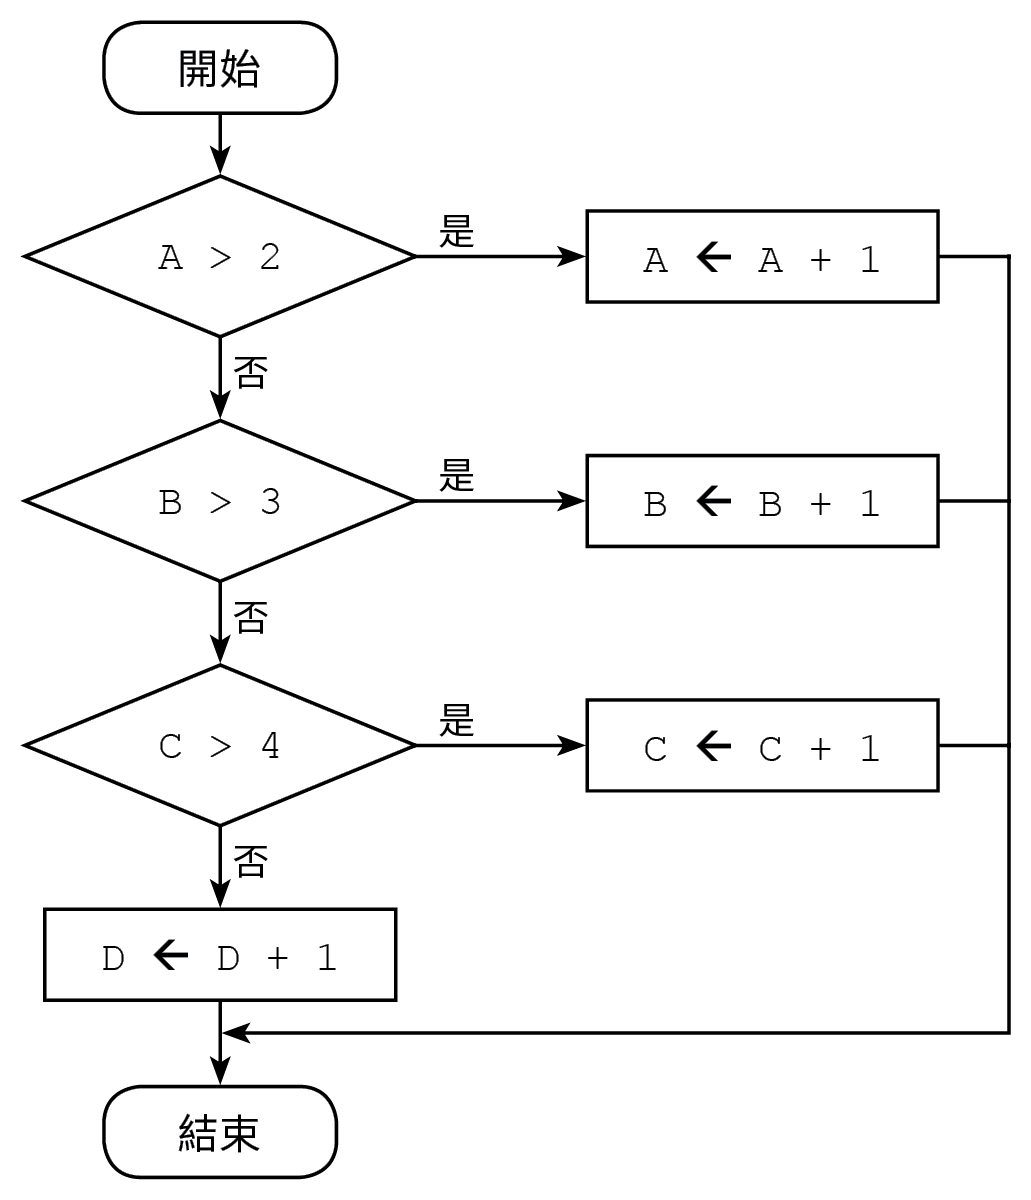 開始
A > 2
是
A ← A + 1
否
B > 3
是
B ← B + 1
否
C > 4
是
C ← C + 1
否
D ← D + 1
結束